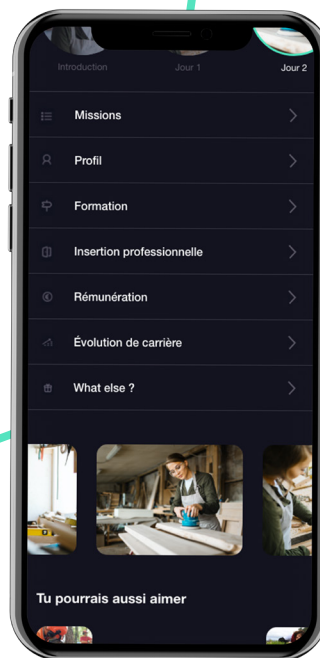 Introduction
Jour 1
Jour 2
Missions
Profil
Formation
Insertion professionnelle
Rémunération
Évolution de carrière
What else ?
Tu pourrais aussi aimer